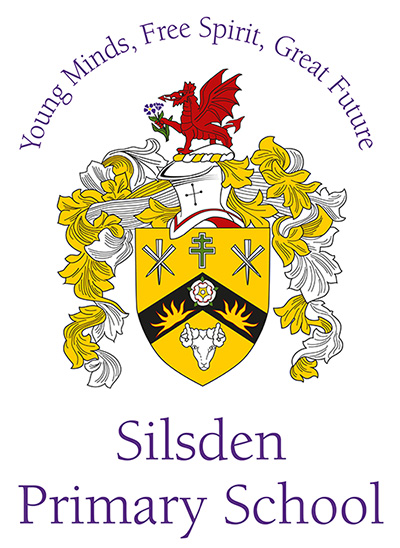 Young Minds, Free Spirit, Great Future
Silsden
Primary School